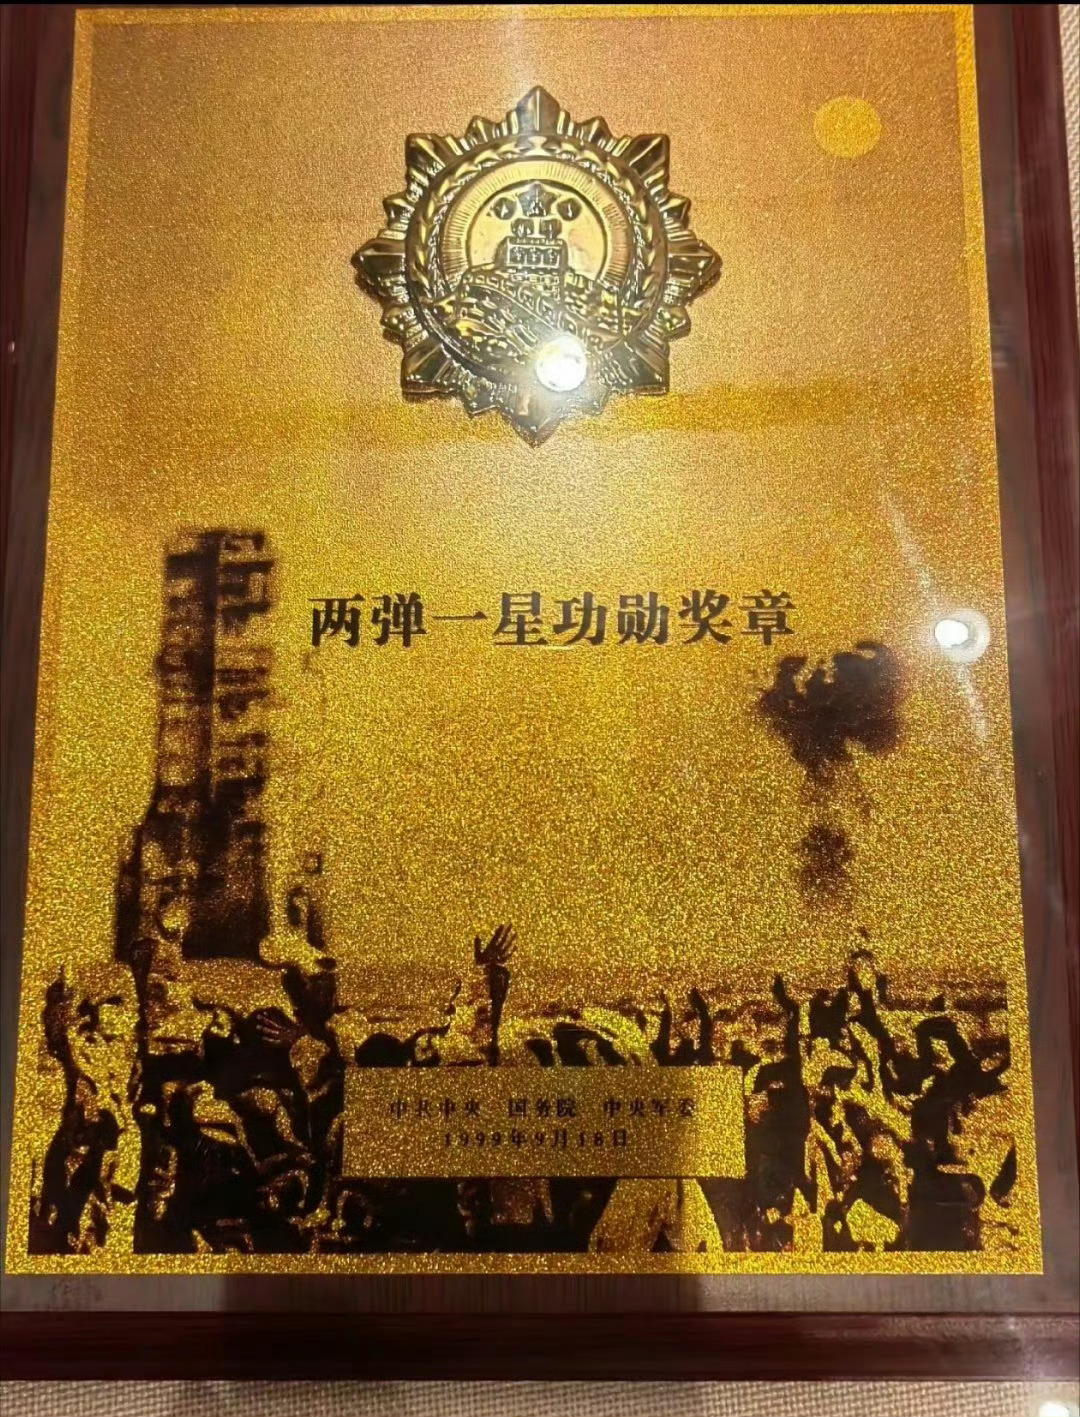 两弹一星功勋奖章
中共中央 国务院 中央军委
1999年9月18日